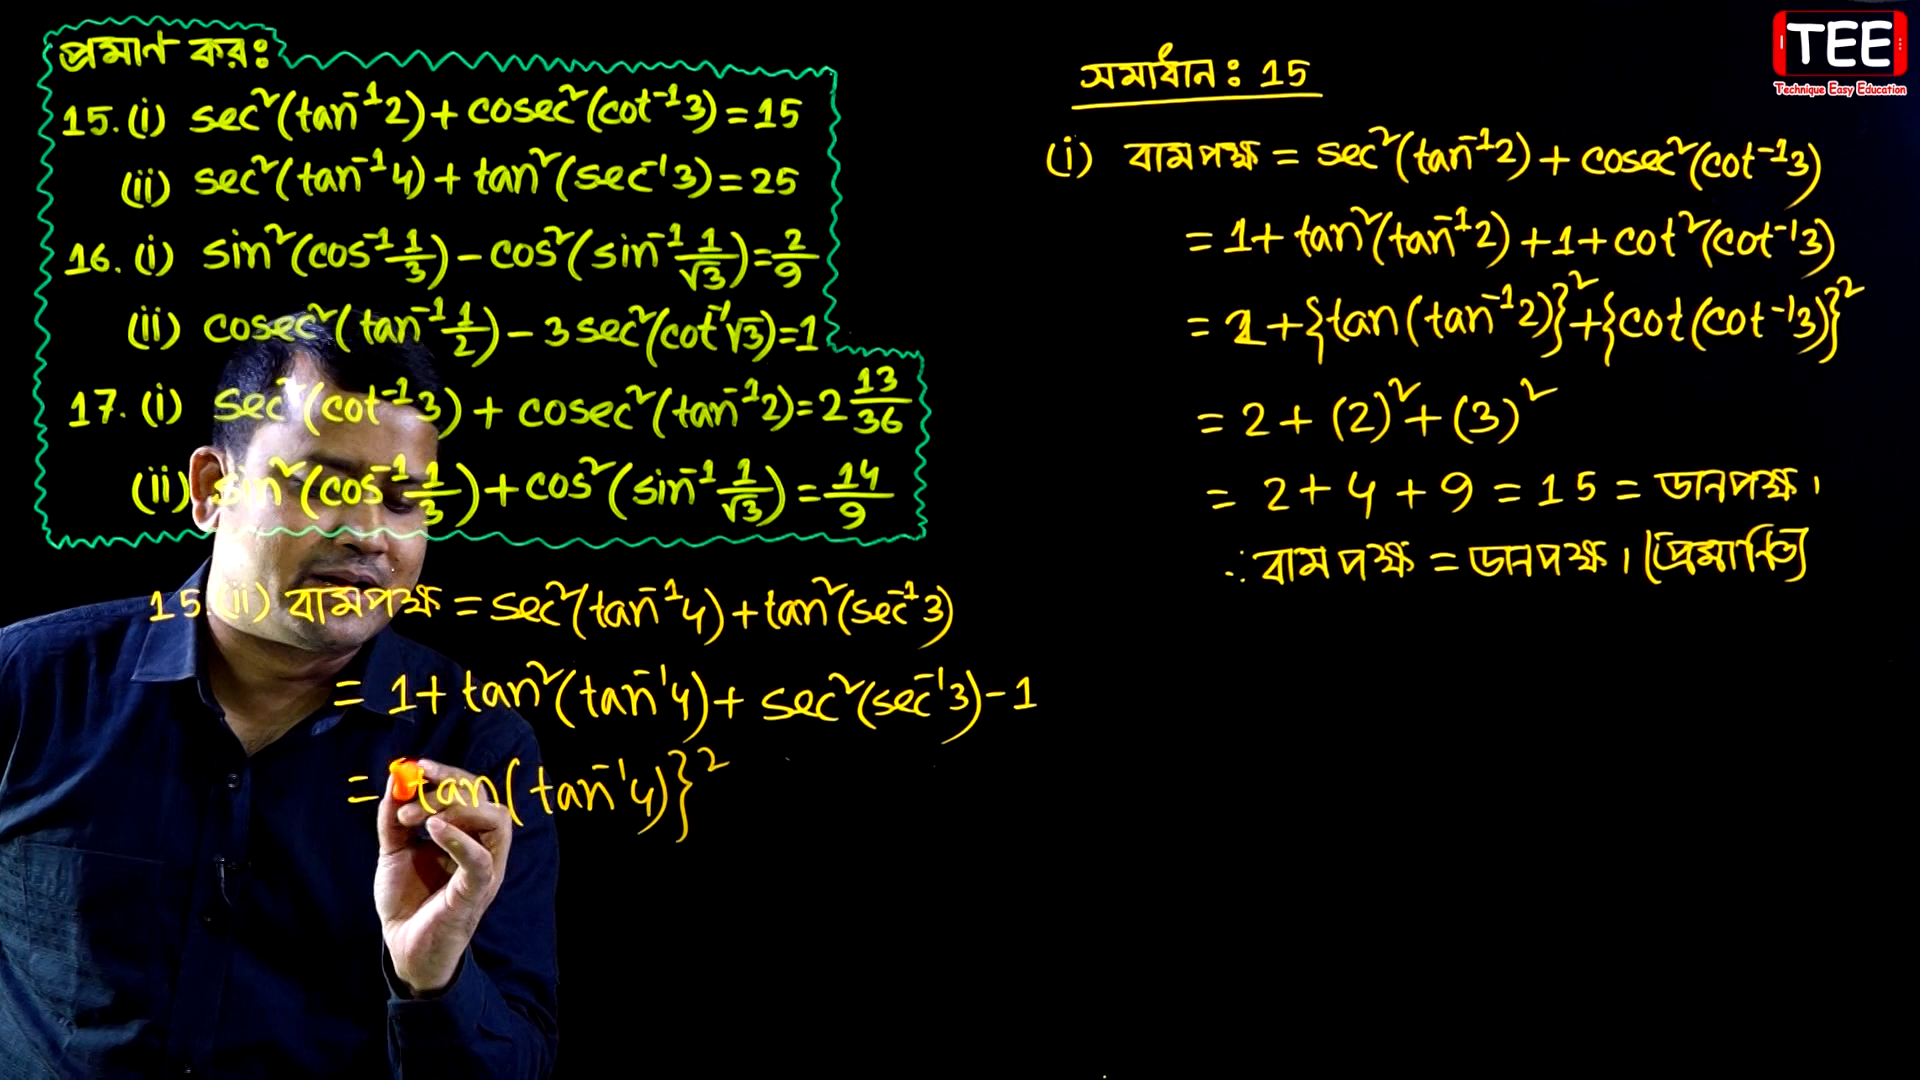 প্রমাণ কর:
15. (i) sec²(tan⁻¹2) + cosec²(cot⁻¹3) = 15
(ii) sec²(tan⁻¹4) + tan²(sec⁻¹3) = 25
16. (i) sin²(cos⁻¹ 1/3) − cos²(sin⁻¹ 1/√3) = 2/9
(ii) cosec²(tan⁻¹ 1/2) − 3 sec²(cot⁻¹√3) = 1
17. (i) sec²(cot⁻¹3) + cosec²(tan⁻¹2) = 2 13/36
(ii) sin²(cos⁻¹ 1/3) + cos²(sin⁻¹ 1/√3) = 14/9
15. (ii) বামপক্ষ = sec²(tan⁻¹4) + tan²(sec⁻¹3)
= 1 + tan²(tan⁻¹4) + sec²(sec⁻¹3) − 1
= tan(tan⁻¹4)}²
সমাধান: 15
(i) বামপক্ষ = sec²(tan⁻¹2) + cosec²(cot⁻¹3)
= 1 + tan²(tan⁻¹2) + 1 + cot²(cot⁻¹3)
= 2 + {tan(tan⁻¹2)}² + {cot(cot⁻¹3)}²
= 2 + (2)² + (3)²
= 2 + 4 + 9 = 15 = ডানপক্ষ।
∴ বামপক্ষ = ডানপক্ষ। (প্রমাণিত)
TEE
Technique Easy Education